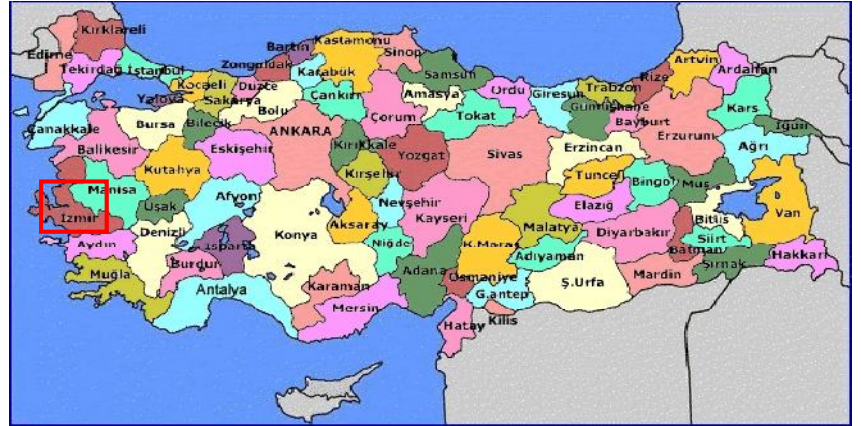 Kırklareli
Edirne
Tekirdağ
İstanbul
Kocaeli
Yalova
Sakarya
Düzce
Zonguldak
Bartın
Karabük
Kastamonu
Sinop
Samsun
Ordu
Giresun
Trabzon
Rize
Artvin
Ardahan
Çanakkale
Bursa
Bilecik
Bolu
Çankırı
Çorum
Amasya
Tokat
Gümüşhane
Bayburt
Erzurum
Kars
Iğdır
Balıkesir
Kutahya
Eskişehir
ANKARA
Kırıkkale
Yozgat
Sivas
Erzincan
Ağrı
Manisa
Uşak
Afyon
Kırşehir
Nevşehir
Kayseri
Tunceli
Bingöl
Muş
İzmir
Aydın
Denizli
Isparta
Konya
Aksaray
Niğde
K.Maraş
Malatya
Elazığ
Diyarbakır
Bitlis
Van
Muğla
Burdur
Antalya
Karaman
Mersin
Adana
Osmaniye
Adıyaman
G.antep
Ş.Urfa
Mardin
Batman
Siirt
Şırnak
Hakkari
Hatay
Kilis